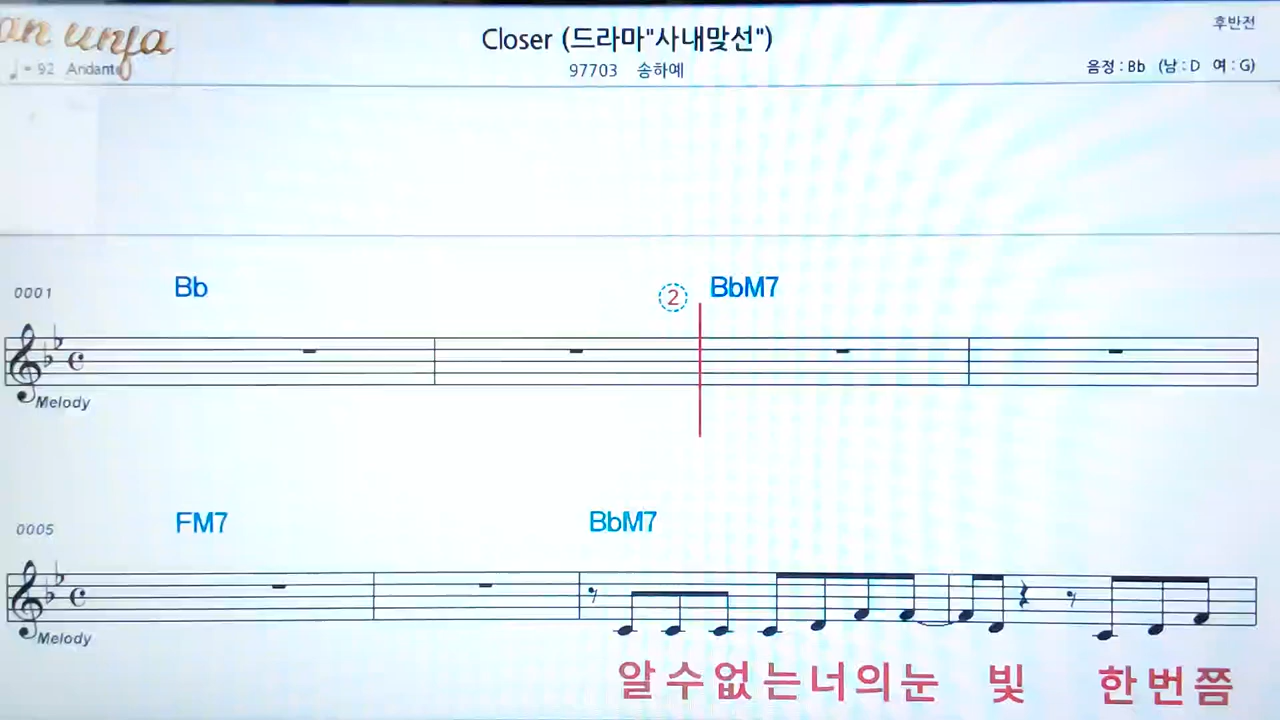 an unfa
Closer (드라마"사내맞선")
후반전
♩= 92 Andante
97703 송하예
음정 : Bb (남 : D 여 : G)
0001 Bb ② BbM7
Melody
0005 FM7 BbM7
Melody
알수없는너의눈 빛 한번쯤